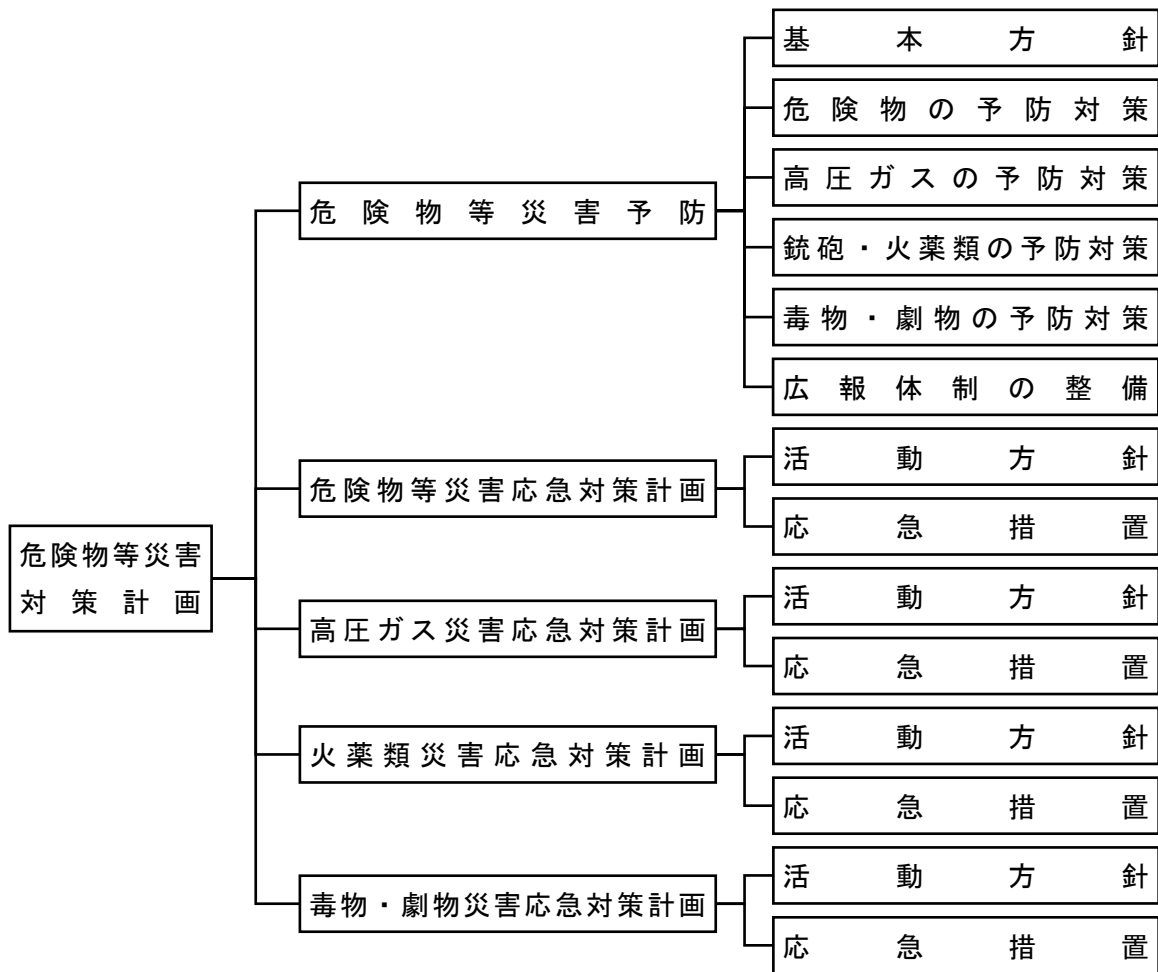 危険物等災害
対策計画
危険物等災害予防
基本方針
危険物の予防対策
高圧ガスの予防対策
銃砲・火薬類の予防対策
毒物・劇物の予防対策
広報体制の整備
危険物等災害応急対策計画
活動方針
応急措置
高圧ガス災害応急対策計画
活動方針
応急措置
火薬類災害応急対策計画
活動方針
応急措置
毒物・劇物災害応急対策計画
活動方針
応急措置